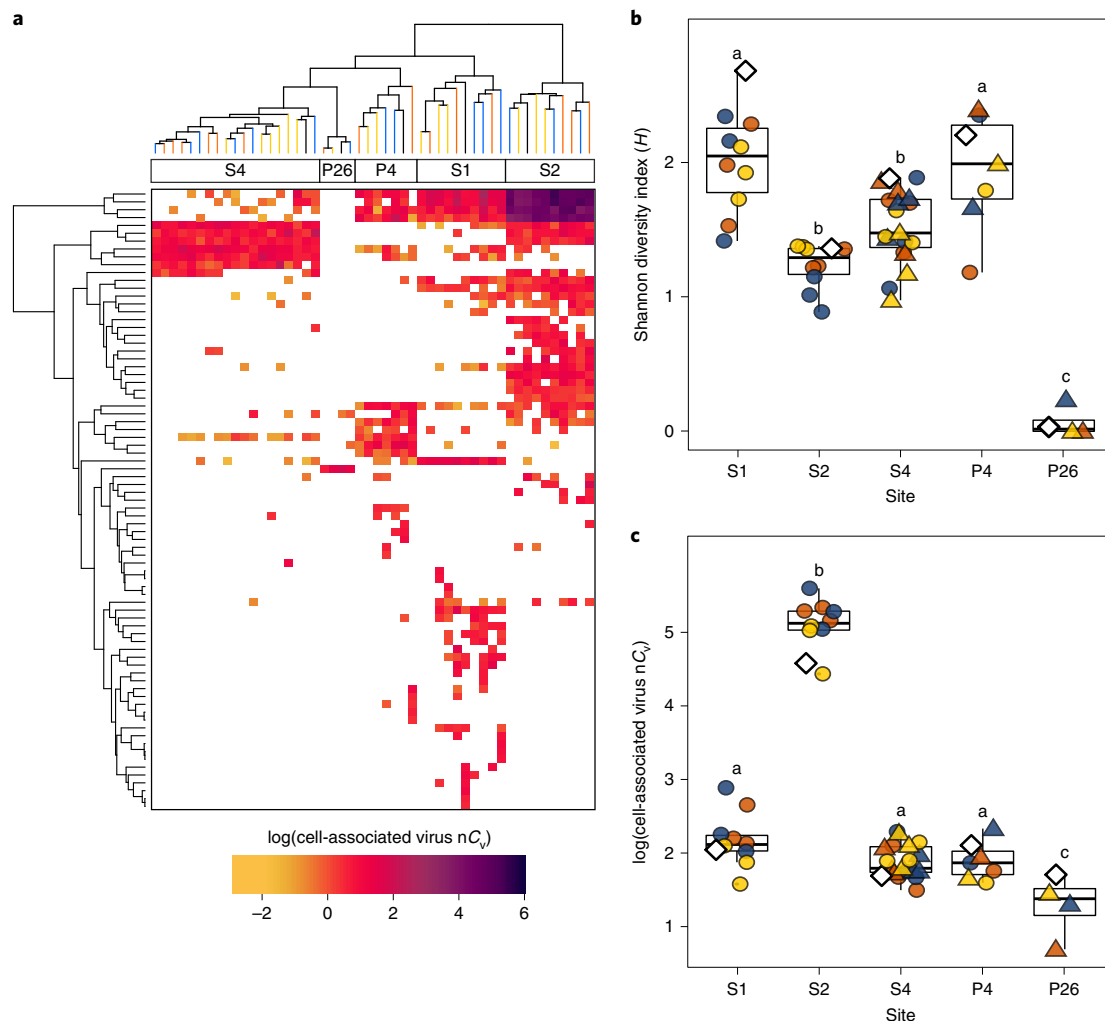 a
S4 P26 P4 S1 S2
log(cell-associated virus nCv)
−2 0 2 4 6
b
Shannon diversity index (H)
2
1
0
a
b
b
a
c
S1 S2 S4 P4 P26
Site
c
log(cell-associated virus nCv)
5
4
3
2
1
a
b
a
a
c
S1 S2 S4 P4 P26
Site